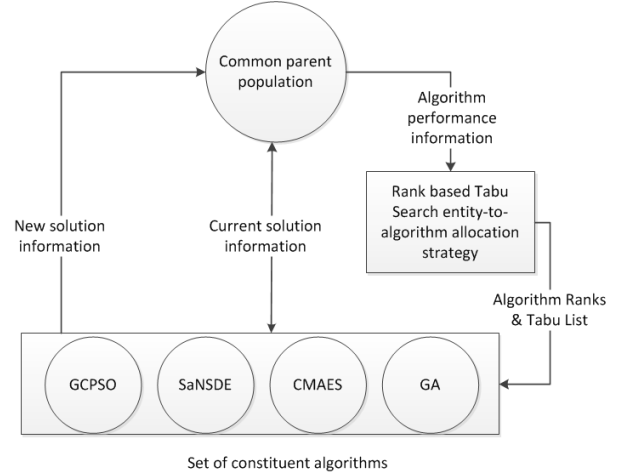 Common parent
population
Algorithm
performance
information
Rank based Tabu
Search entity-to-
algorithm allocation
strategy
New solution
information
Current solution
information
Algorithm Ranks
& Tabu List
GCPSO
SaNSDE
CMAES
GA
Set of constituent algorithms